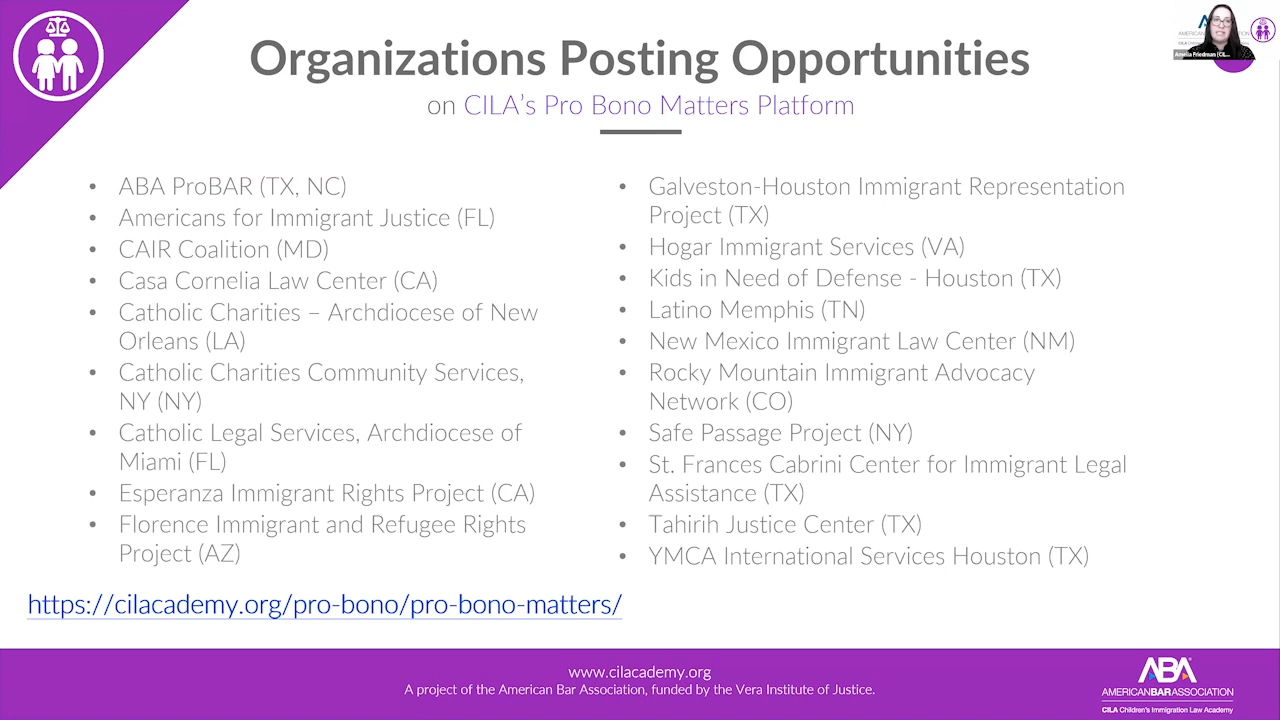 Organizations Posting Opportunities
on CILA's Pro Bono Matters Platform
• ABA ProBAR (TX, NC)
• Americans for Immigrant Justice (FL)
• CAIR Coalition (MD)
• Casa Cornelia Law Center (CA)
• Catholic Charities – Archdiocese of New
Orleans (LA)
• Catholic Charities Community Services,
NY (NY)
• Catholic Legal Services, Archdiocese of
Miami (FL)
• Esperanza Immigrant Rights Project (CA)
• Florence Immigrant and Refugee Rights
Project (AZ)
• Galveston-Houston Immigrant Representation
Project (TX)
• Hogar Immigrant Services (VA)
• Kids in Need of Defense - Houston (TX)
• Latino Memphis (TN)
• New Mexico Immigrant Law Center (NM)
• Rocky Mountain Immigrant Advocacy
Network (CO)
• Safe Passage Project (NY)
• St. Frances Cabrini Center for Immigrant Legal
Assistance (TX)
• Tahirih Justice Center (TX)
• YMCA International Services Houston (TX)
https://cilacademy.org/pro-bono/pro-bono-matters/
www.cilacademy.org
A project of the American Bar Association, funded by the Vera Institute of Justice.
ABA
AMERICANBARASSOCIATION
CILA Children's Immigration Law Academy
Amelia Friedman (CIL...